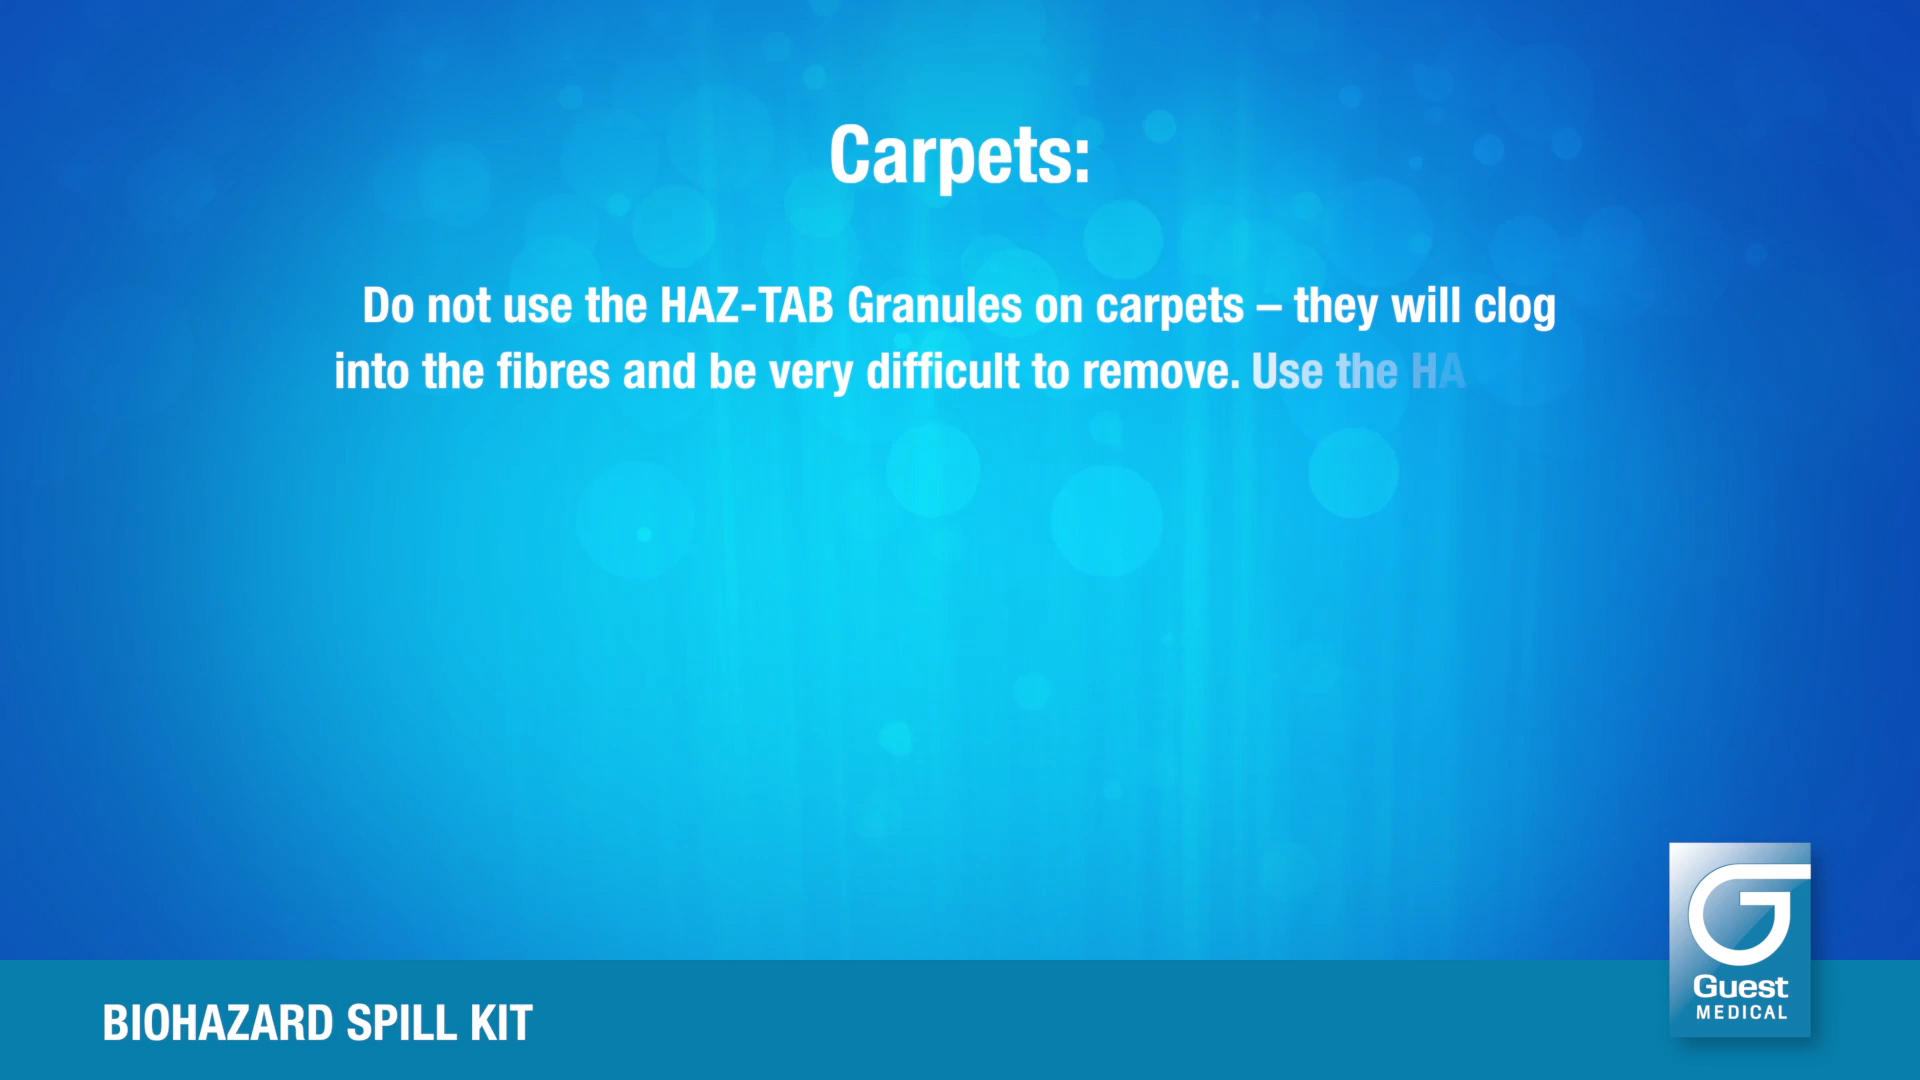 Carpets:
Do not use the HAZ-TAB Granules on carpets – they will clog
into the fibres and be very difficult to remove. Use the HA
BIOHAZARD SPILL KIT
Guest
MEDICAL